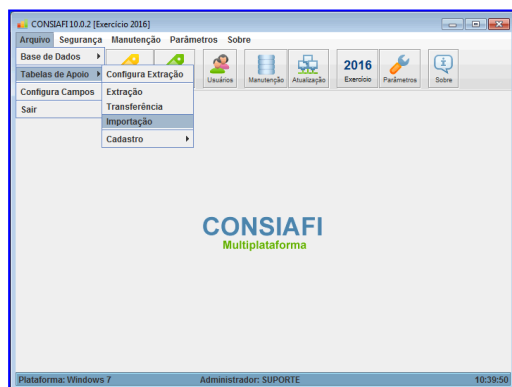 CONSIAFI 10.0.2 [Exercício 2016]
Arquivo Segurança Manutenção Parâmetros Sobre
Base de Dados
Tabelas de Apoio
Configura Campos
Sair
Configura Extração
Extração
Transferência
Importação
Cadastro
Usuários
Manutenção
Atualização
2016
Exercício
Parâmetros
Sobre
CONSIAFI
Multiplataforma
Plataforma: Windows 7 Administrador: SUPORTE 10:39:50